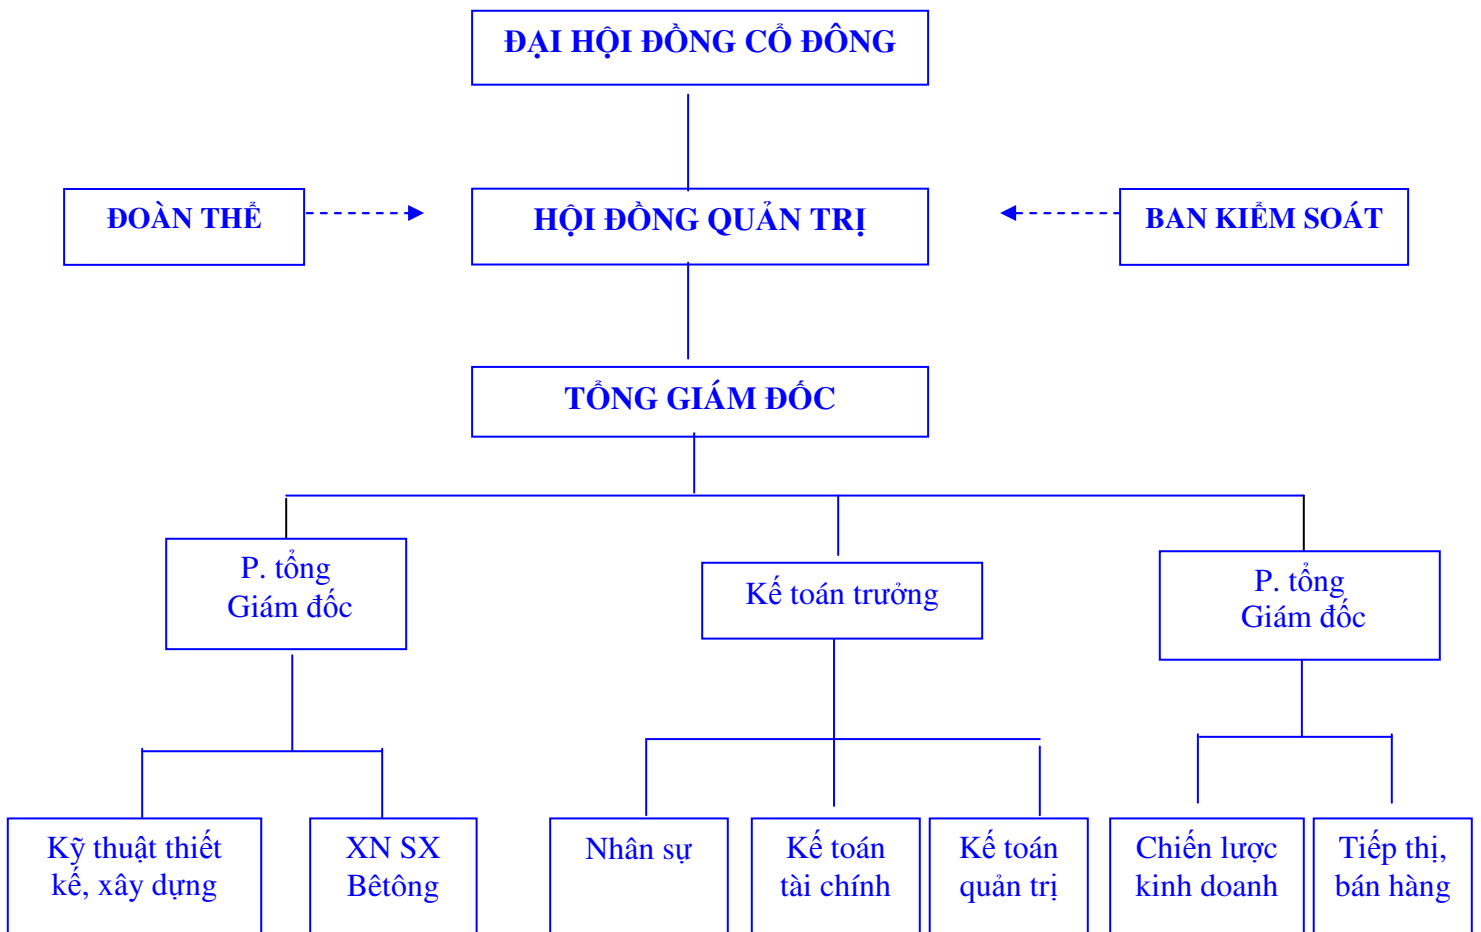 ĐẠI HỘI ĐỒNG CỔ ĐÔNG
ĐOÀN THỂ
HỘI ĐỒNG QUẢN TRỊ
BAN KIỂM SOÁT
TỔNG GIÁM ĐỐC
P. tổng
Giám đốc
Kế toán trưởng
P. tổng
Giám đốc
Kỹ thuật thiết
kế, xây dựng
XN SX
Bêtông
Nhân sự
Kế toán
tài chính
Kế toán
quản trị
Chiến lược
kinh doanh
Tiếp thị,
bán hàng